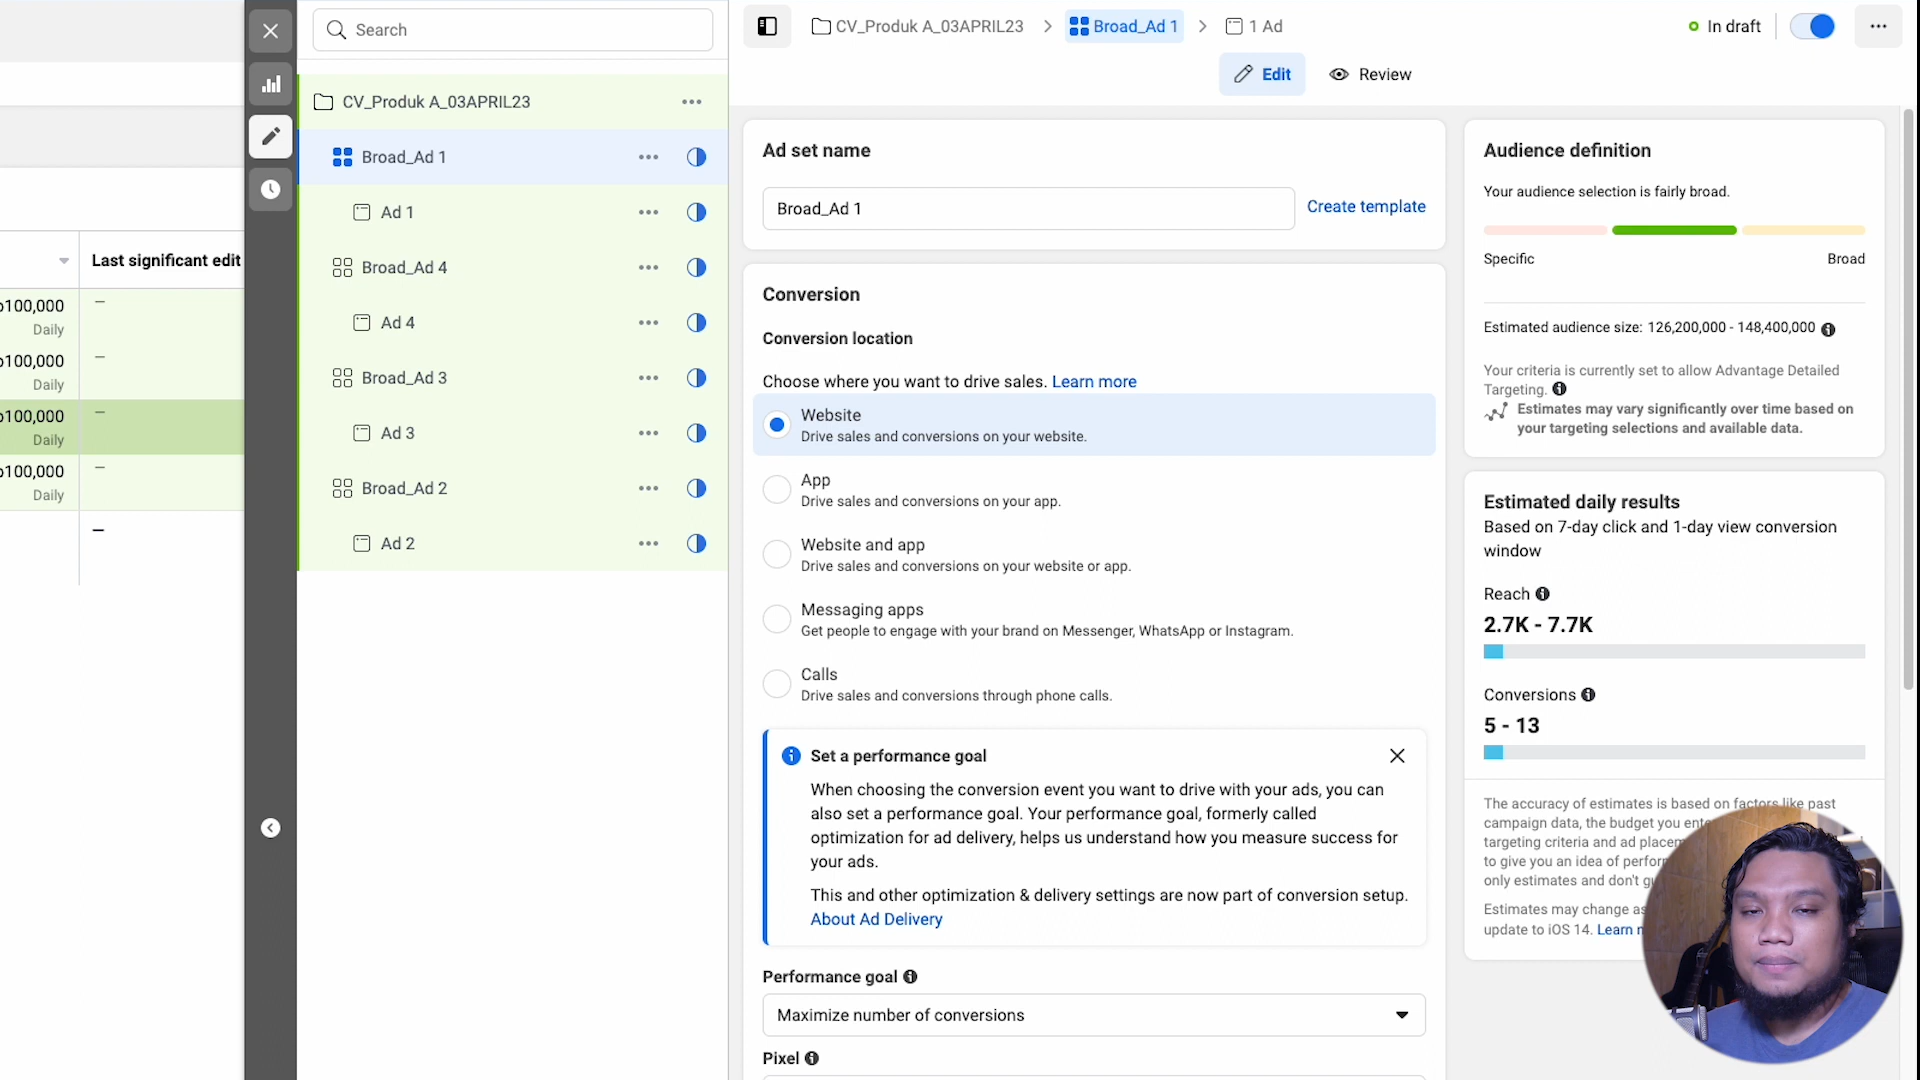 Last significant edit
p100,000
Daily
p100,000
Daily
p100,000
Daily
p100,000
Daily
Search
CV_Produk A_03APRIL23
Broad_Ad 1
Ad 1
Broad_Ad 4
Ad 4
Broad_Ad 3
Ad 3
Broad_Ad 2
Ad 2
CV_Produk A_03APRIL23
Broad_Ad 1
1 Ad
In draft
Edit
Review
Ad set name
Broad_Ad 1
Create template
Conversion
Conversion location
Choose where you want to drive sales. Learn more
Website
Drive sales and conversions on your website.
App
Drive sales and conversions on your app.
Website and app
Drive sales and conversions on your website or app.
Messaging apps
Get people to engage with your brand on Messenger, WhatsApp or Instagram.
Calls
Drive sales and conversions through phone calls.
Set a performance goal
When choosing the conversion event you want to drive with your ads, you can
also set a performance goal. Your performance goal, formerly called
optimization for ad delivery, helps us understand how you measure success for
your ads.
This and other optimization & delivery settings are now part of conversion setup.
About Ad Delivery
Performance goal
Maximize number of conversions
Pixel
Audience definition
Your audience selection is fairly broad.
Specific
Broad
Estimated audience size: 126,200,000 - 148,400,000
Your criteria is currently set to allow Advantage Detailed
Targeting.
Estimates may vary significantly over time based on
your targeting selections and available data.
Estimated daily results
Based on 7-day click and 1-day view conversion
window
Reach
2.7K - 7.7K
Conversions
5 - 13
The accuracy of estimates is based on factors like past
campaign data, the budget you
targeting criteria and ad
to give you an idea of
only estimates and don't
Estimates may change
update to iOS 14. Learn